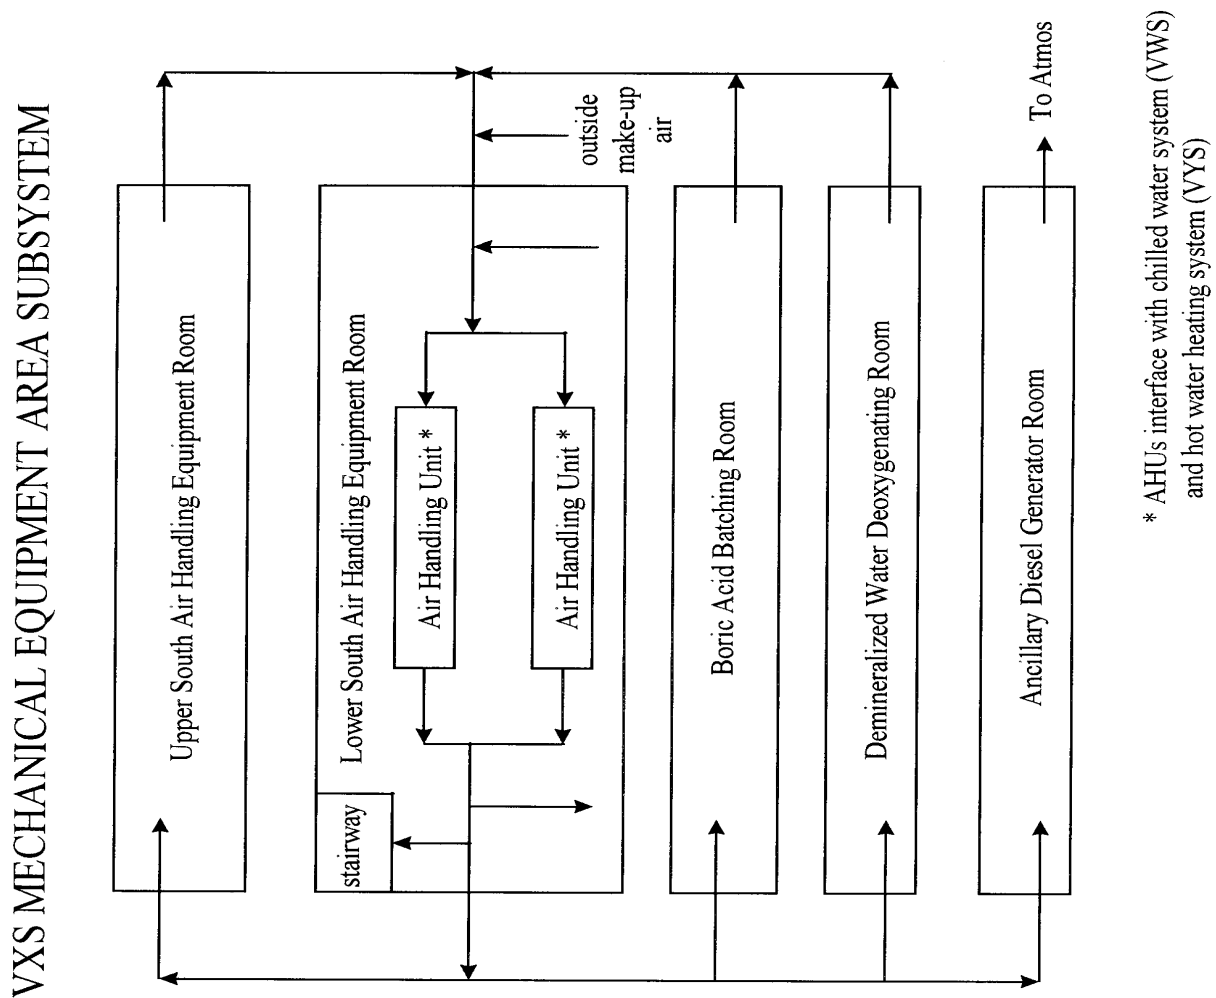 VXS MECHANICAL EQUIPMENT AREA SUBSYSTEM
Upper South Air Handling Equipment Room
Lower South Air Handling Equipment Room
stairway
Air Handling Unit *
Air Handling Unit *
outside
make-up
air
Boric Acid Batching Room
Demineralized Water Deoxygenating Room
Ancillary Diesel Generator Room
To Atmos
* AHUs interface with chilled water system (VWS)
and hot water heating system (VYS)